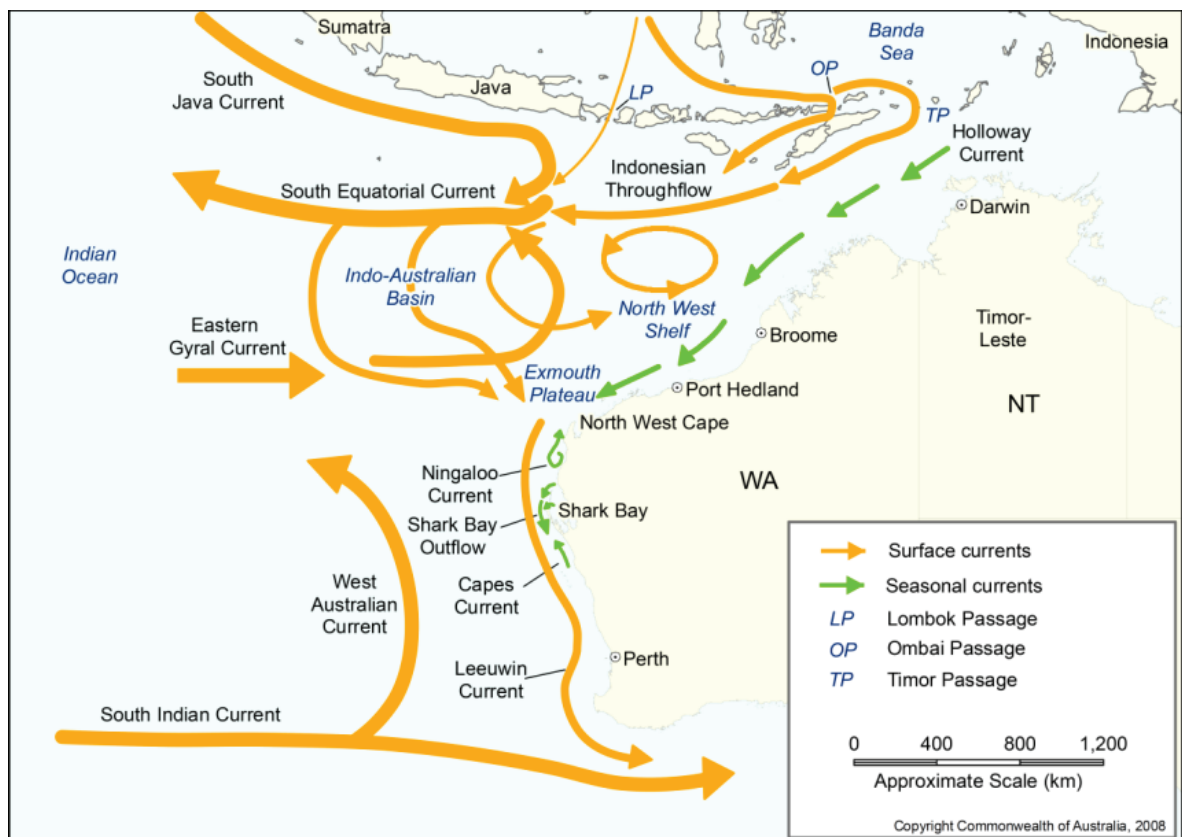 Sumatra
Banda
Sea
Indonesia
South
Java Current
Java
LP
OP
TP
Holloway
Current
Indonesian
Throughflow
South Equatorial Current
Darwin
Indian
Ocean
Indo-Australian
Basin
North West
Shelf
Timor-
Leste
Eastern
Gyral Current
Broome
Exmouth
Plateau
Port Hedland
NT
North West Cape
Ningaloo
Current
WA
Shark Bay
Shark Bay
Outflow
West
Australian
Current
Capes
Current
Leeuwin
Current
Perth
South Indian Current
Surface currents
Seasonal currents
LP Lombok Passage
OP Ombai Passage
TP Timor Passage
0 400 800 1,200
Approximate Scale (km)
Copyright Commonwealth of Australia, 2008